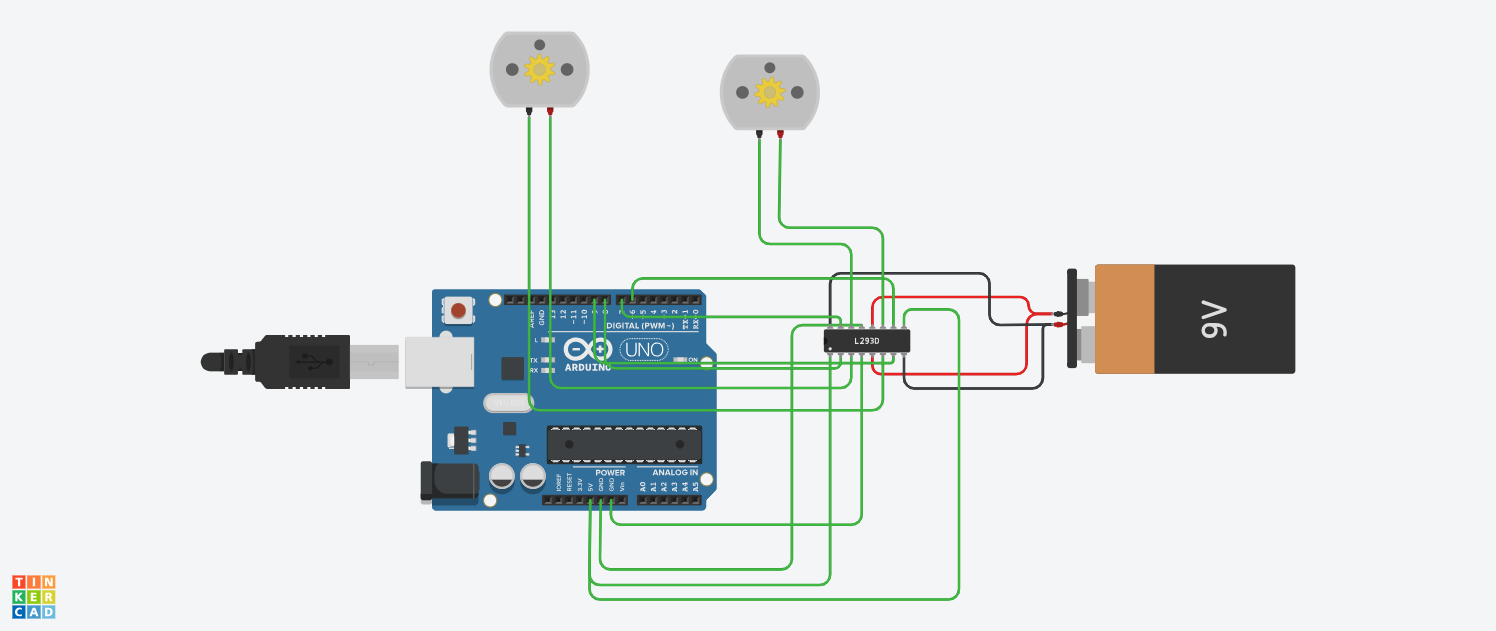 AREF
GND
13
12
~11
~10
7
~6
~5
4
~3
2
TX→1
RX←0
DIGITAL (PWM~)
L
TX
RX
ARDUINO
UNO
ON
L293D
9V
POWER
ANALOG IN
IOREF
RESET
3.3V
5V
GND
GND
Vin
A0
A1
A2
A3
A4
A5
TIN
KER
CAD